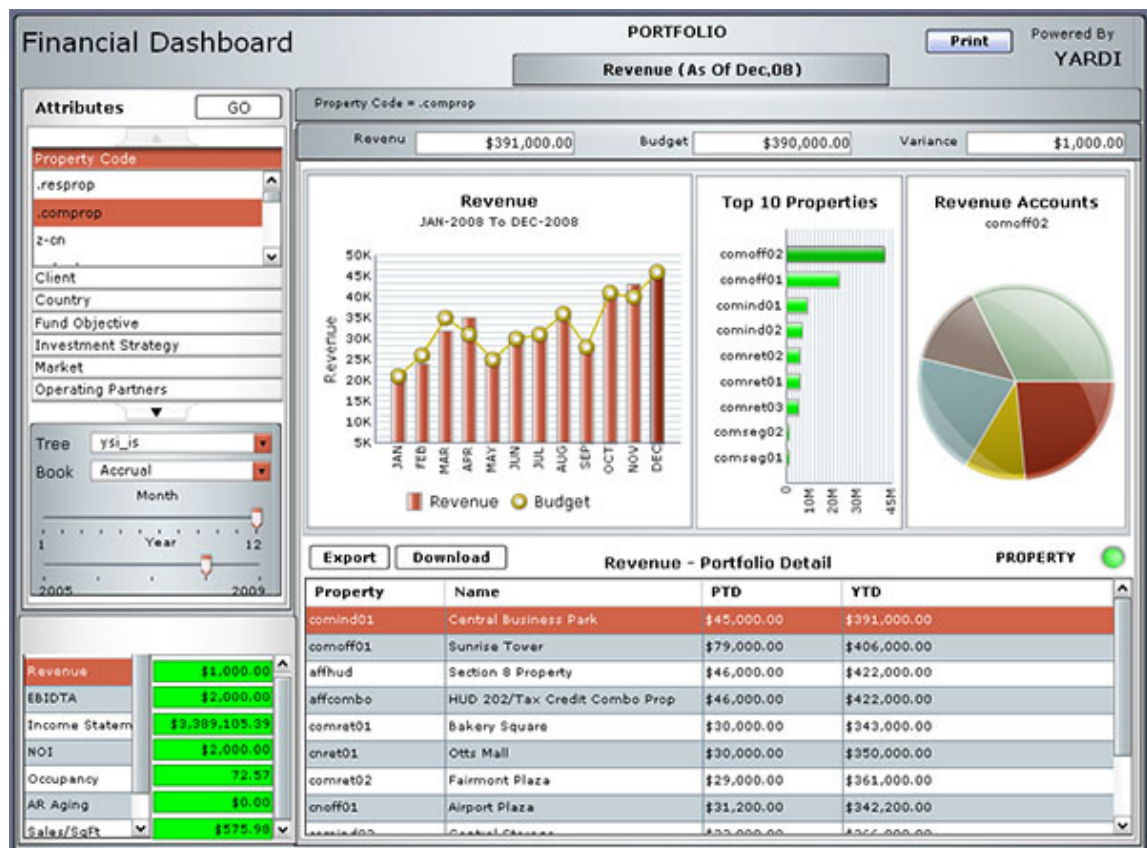 Financial Dashboard
PORTFOLIO
Revenue (As Of Dec,08)
Print
Powered By
YARDI
Attributes GO
Property Code = .comprop
Revenu $391,000.00 Budget $390,000.00 Variance $1,000.00
Property Code
.resprop
.comprop
z-cn
Client
Country
Fund Objective
Investment Strategy
Market
Operating Partners
Tree ysi_is
Book Accrual
Month
1 12
Year
2005 2009
Revenue
JAN-2008 To DEC-2008
50K
45K
40K
35K
30K
25K
20K
15K
10K
5K
Revenue
JAN FEB MAR APR MAY JUN JUL AUG SEP OCT NOV DEC
Revenue Budget
Top 10 Properties
comoff02
comoff01
comind01
comind02
comret02
comret01
comret03
comseg02
comseg01
0 10M 20M 30M 45M
Revenue Accounts
comoff02
Export Download Revenue - Portfolio Detail PROPERTY
Property Name PTD YTD
comind01 Central Business Park $45,000.00 $391,000.00
comoff01 Sunrise Tower $79,000.00 $406,000.00
affhud Section 8 Property $46,000.00 $422,000.00
affcombo HUD 202/Tax Credit Combo Prop $46,000.00 $422,000.00
comret01 Bakery Square $30,000.00 $343,000.00
cnret01 Otts Mall $30,000.00 $350,000.00
comret02 Fairmont Plaza $29,000.00 $361,000.00
cnoff01 Airport Plaza $31,200.00 $342,200.00
Central Storage
Revenue $1,000.00
EBIDTA $2,000.00
Income Statem $3,389,105.39
NOI $2,000.00
Occupancy 72.57
AR Aging $0.00
Sales/SqFt $575.98